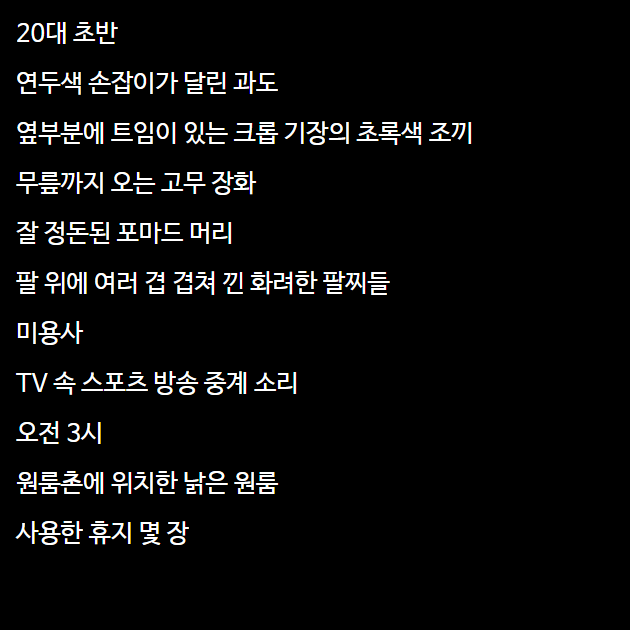 20대 초반
연두색 손잡이가 달린 과도
옆부분에 트임이 있는 크롭 기장의 초록색 조끼
무릎까지 오는 고무 장화
잘 정돈된 포마드 머리
팔 위에 여러 겹 겹쳐 낀 화려한 팔찌들
미용사
TV 속 스포츠 방송 중계 소리
오전 3시
원룸촌에 위치한 낡은 원룸
사용한 휴지 몇 장